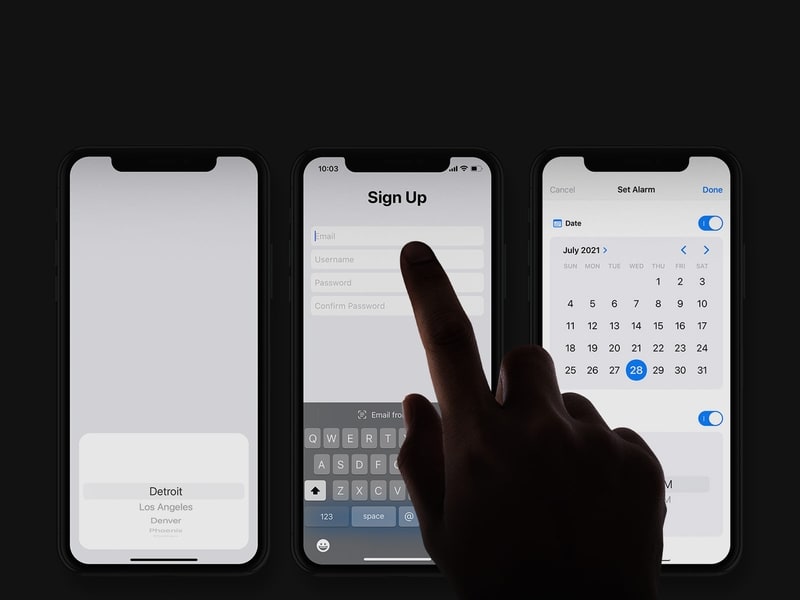 Detroit
Los Angeles
Denver
Phoenix
10:03
Sign Up
Email
Username
Password
Confirm Password
Email
Q W E R T
A S D F
Z X C V
123 space @
Cancel Set Alarm Done
Date
July 2021
SUN MON TUE WED THU FRI SAT
1 2 3
4 5 6 7 8 9 10
11 12 13 14 15 16 17
18 19 20 21 22 23 24
25 26 27 28 29 30 31